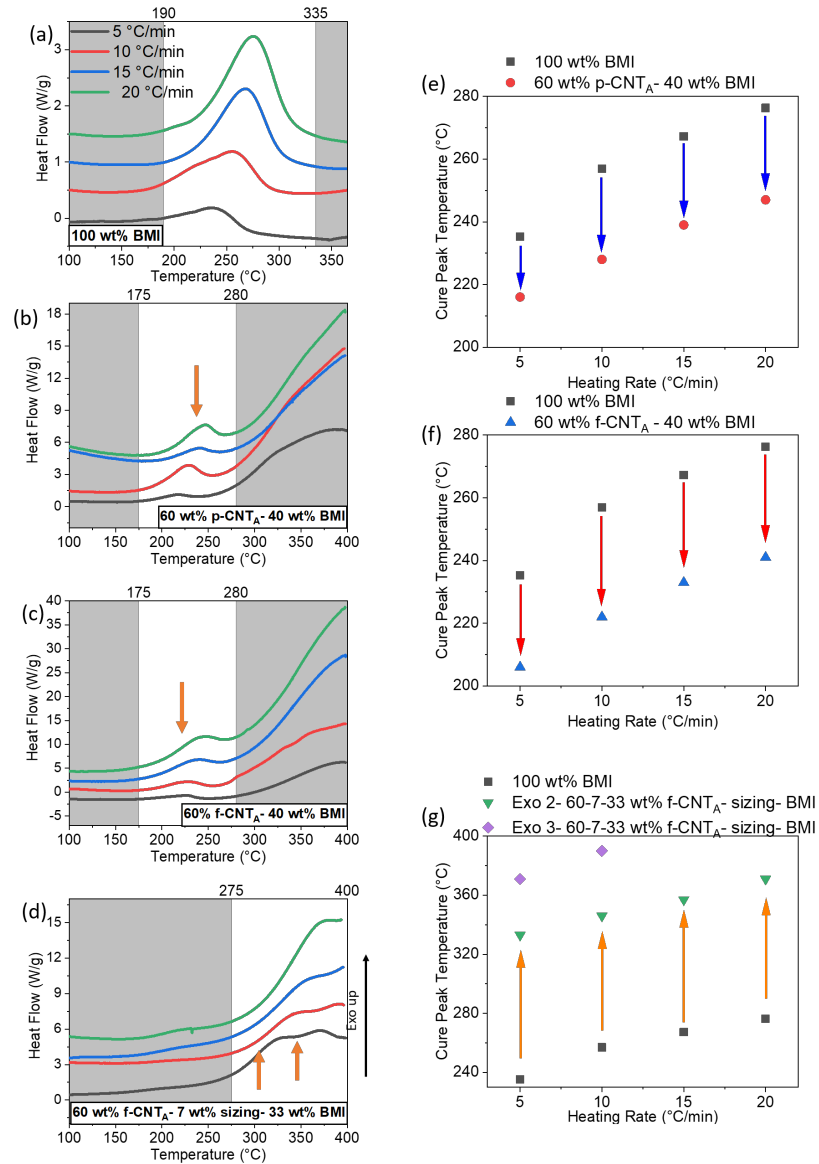 190 335
(a)
5 °C/min
10 °C/min
15 °C/min
20 °C/min
Heat Flow (W/g)
3
2
1
0
100 wt% BMI
100 150 200 250 300 350
Temperature (°C)
175 280
(b)
Heat Flow (W/g)
18
15
12
9
6
3
0
60 wt% p-CNTA- 40 wt% BMI
100 150 200 250 300 350 400
Temperature (°C)
175 280
(c)
Heat Flow (W/g)
40
35
30
25
20
15
10
5
0
-5
60% f-CNTA- 40 wt% BMI
100 150 200 250 300 350 400
Temperature (°C)
275 400
(d)
Heat Flow (W/g)
15
12
9
6
3
0
Exo up
60 wt% f-CNTA- 7 wt% sizing- 33 wt% BMI
100 150 200 250 300 350 400
Temperature (°C)
(e)
100 wt% BMI
60 wt% p-CNTA- 40 wt% BMI
Cure Peak Temperature (°C)
280
260
240
220
200
5 10 15 20
Heating Rate (°C/min)
(f)
100 wt% BMI
60 wt% f-CNTA - 40 wt% BMI
Cure Peak Temperature (°C)
280
260
240
220
200
5 10 15 20
Heating Rate (°C/min)
(g)
100 wt% BMI
Exo 2- 60-7-33 wt% f-CNTA- sizing- BMI
Exo 3- 60-7-33 wt% f-CNTA- sizing- BMI
Cure Peak Temperature (°C)
400
360
320
280
240
5 10 15 20
Heating Rate (°C/min)